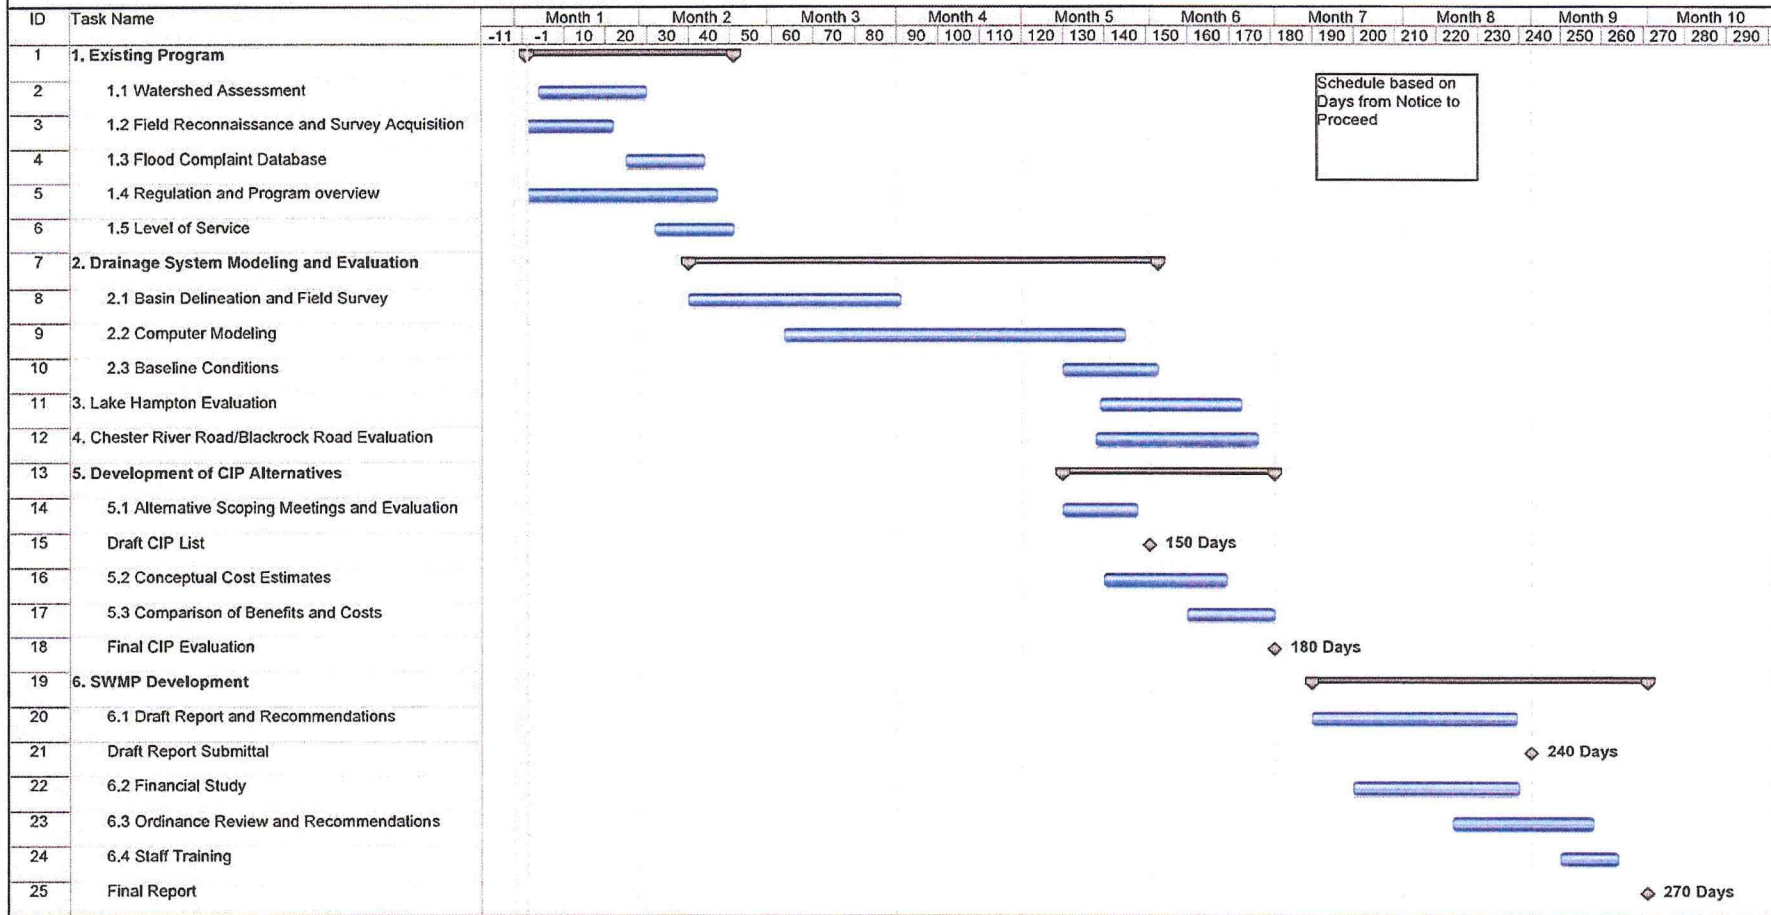 ID Task Name Month 1 Month 2 Month 3 Month 4 Month 5 Month 6 Month 7 Month 8 Month 9 Month 10
-11 -1 10 20 30 40 50 60 70 80 90 100 110 120 130 140 150 160 170 180 190 200 210 220 230 240 250 260 270 280 290
1 1. Existing Program
Schedule based on
Days from Notice to
Proceed
2 1.1 Watershed Assessment
3 1.2 Field Reconnaissance and Survey Acquisition
4 1.3 Flood Complaint Database
5 1.4 Regulation and Program overview
6 1.5 Level of Service
7 2. Drainage System Modeling and Evaluation
8 2.1 Basin Delineation and Field Survey
9 2.2 Computer Modeling
10 2.3 Baseline Conditions
11 3. Lake Hampton Evaluation
12 4. Chester River Road/Blackrock Road Evaluation
13 5. Development of CIP Alternatives
14 5.1 Alternative Scoping Meetings and Evaluation
15 Draft CIP List 150 Days
16 5.2 Conceptual Cost Estimates
17 5.3 Comparison of Benefits and Costs
18 Final CIP Evaluation 180 Days
19 6. SWMP Development
20 6.1 Draft Report and Recommendations
21 Draft Report Submittal 240 Days
22 6.2 Financial Study
23 6.3 Ordinance Review and Recommendations
24 6.4 Staff Training
25 Final Report 270 Days